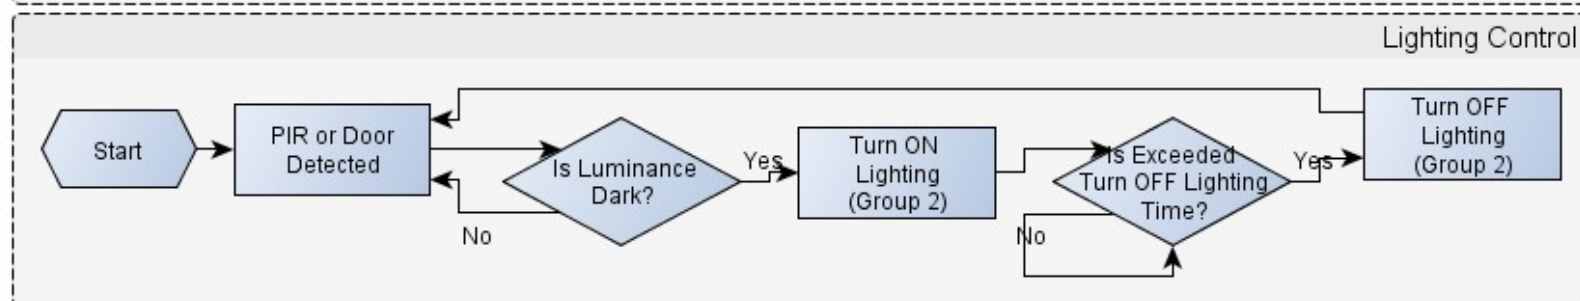 Lighting Control
Start
PIR or Door
Detected
Is Luminance
Dark?
No
Yes
Turn ON
Lighting
(Group 2)
Is Exceeded
Turn OFF Lighting
Time?
No
Yes
Turn OFF
Lighting
(Group 2)